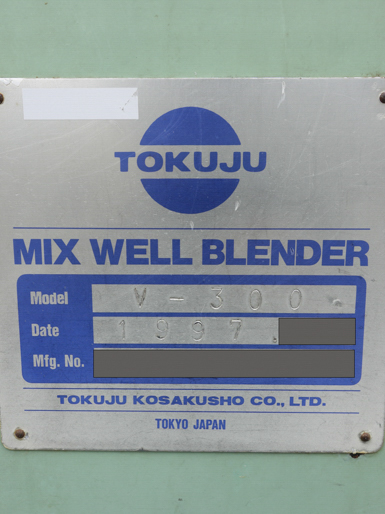 TOKUJU
MIX WELL BLENDER
Model V-300
Date 1997.
Mfg. No.
TOKUJU KOSAKUSHO CO., LTD.
TOKYO JAPAN